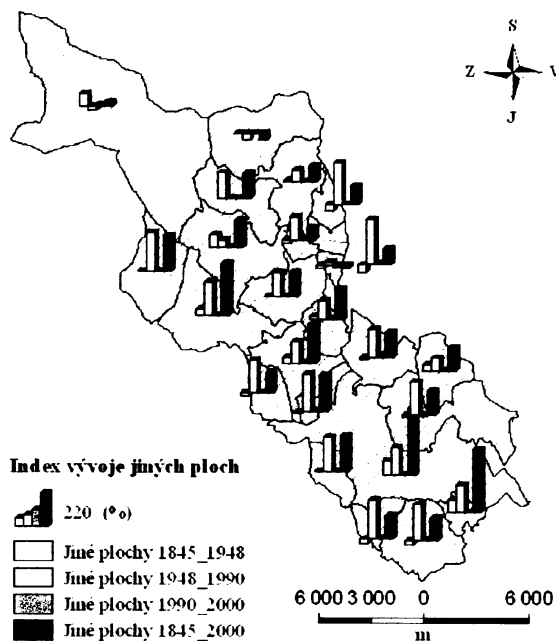 S
Z V
J
Index vývoje jiných ploch
220 (%)
Jiné plochy 1845_1948
Jiné plochy 1948_1990
Jiné plochy 1990_2000
Jiné plochy 1845_2000
6 000 3 000 0 6 000
m